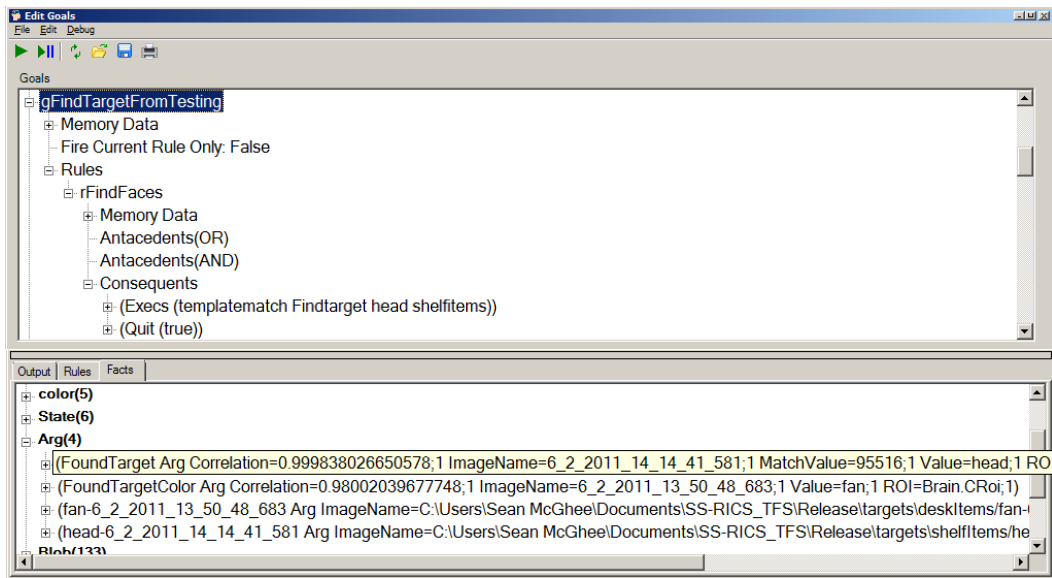 Edit Goals
File Edit Debug
Goals
gFindTargetFromTesting
Memory Data
Fire Current Rule Only: False
Rules
rFindFaces
Memory Data
Antacedents(OR)
Antacedents(AND)
Consequents
(Execs (templatematch Findtarget head shelfitems))
(Quit (true))
Output Rules Facts
color(5)
State(6)
Arg(4)
(FoundTarget Arg Correlation=0.999838026650578;1 ImageName=6_2_2011_14_14_41_581;1 MatchValue=95516;1 Value=head;1 RO
(FoundTargetColor Arg Correlation=0.98002039677748;1 ImageName=6_2_2011_13_50_48_683;1 Value=fan;1 ROI=Brain.CRoi;1)
(fan-6_2_2011_13_50_48_683 Arg ImageName=C:\Users\Sean McGhee\Documents\SS-RICS_TFS\Release\targets\deskItems/fan-
(head-6_2_2011_14_14_41_581 Arg ImageName=C:\Users\Sean McGhee\Documents\SS-RICS_TFS\Release\targets\shelfItems/he
Blob(133)